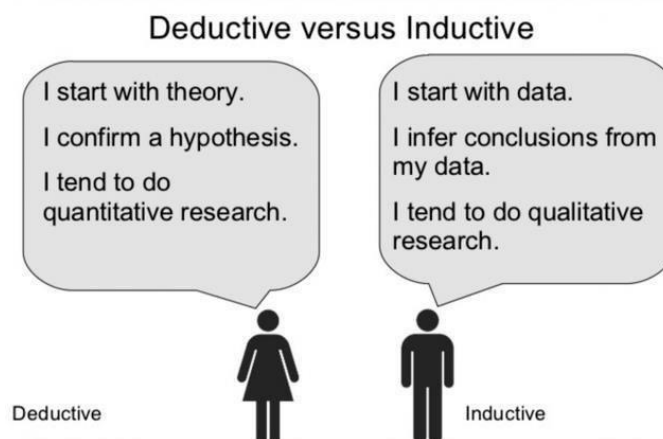 Deductive versus Inductive
I start with theory.
I confirm a hypothesis.
I tend to do
quantitative research.
I start with data.
I infer conclusions from
my data.
I tend to do qualitative
research.
Deductive
Inductive